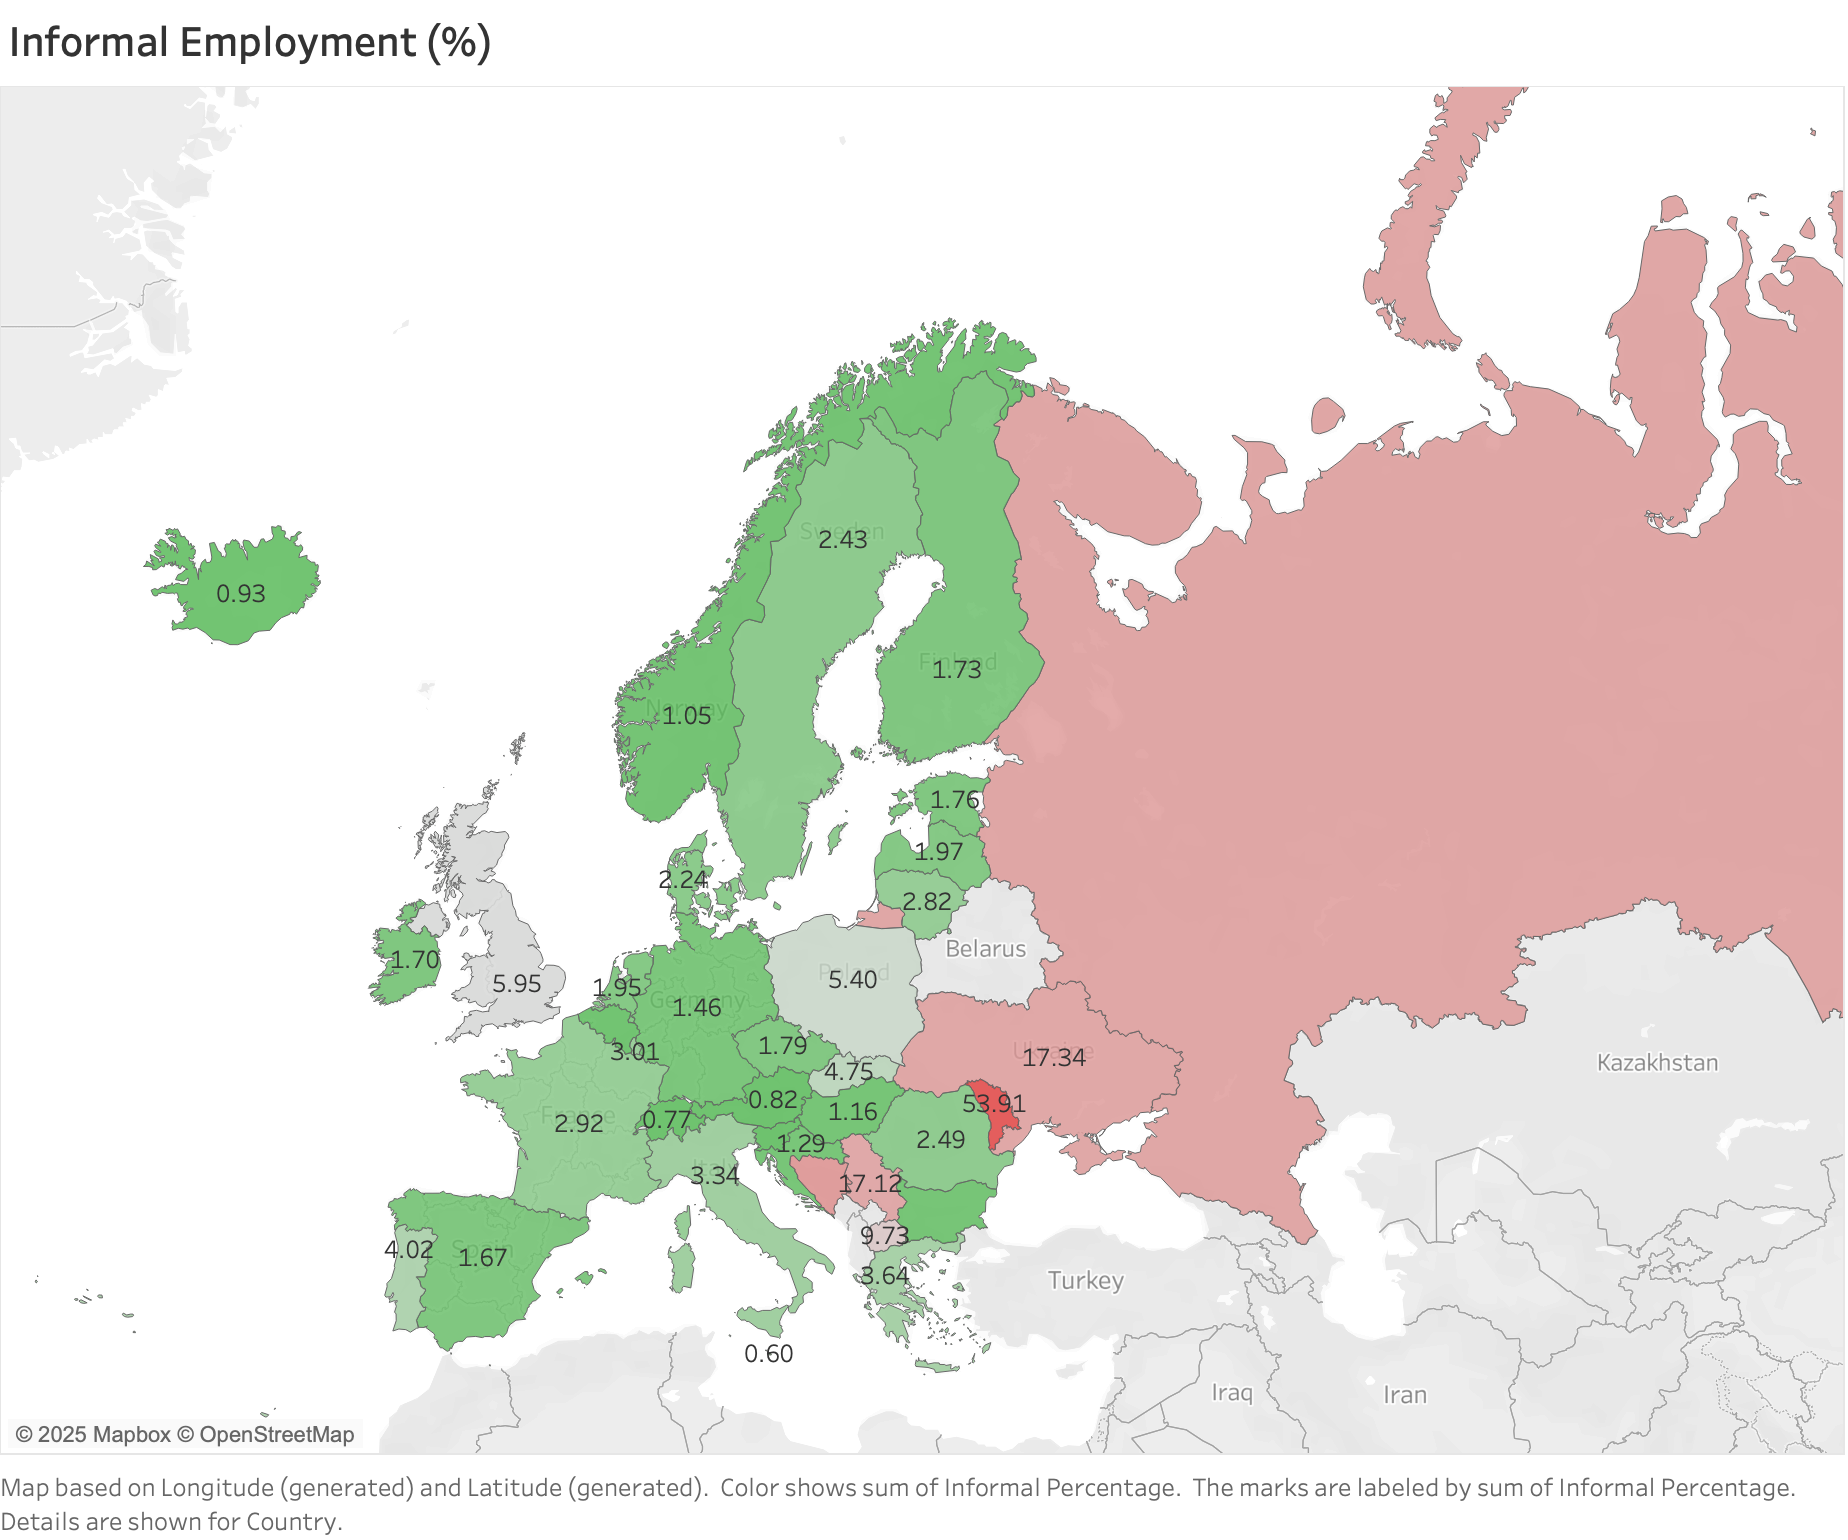 Informal Employment (%)
Sweden
2.43
0.93
Finland
1.73
Norway
1.05
1.76
1.97
2.24
2.82
Belarus
1.70
5.95
1.95
Germany
1.46
Poland
5.40
1.79
3.01
Ukraine
17.34
4.75
Kazakhstan
0.82
1.16
53.91
France
2.92
0.77
1.29
2.49
Italy
3.34
17.12
9.73
4.02
Spain
1.67
3.64
Turkey
0.60
Iraq
Iran
© 2025 Mapbox © OpenStreetMap
Map based on Longitude (generated) and Latitude (generated).  Color shows sum of Informal Percentage.  The marks are labeled by sum of Informal Percentage.
Details are shown for Country.